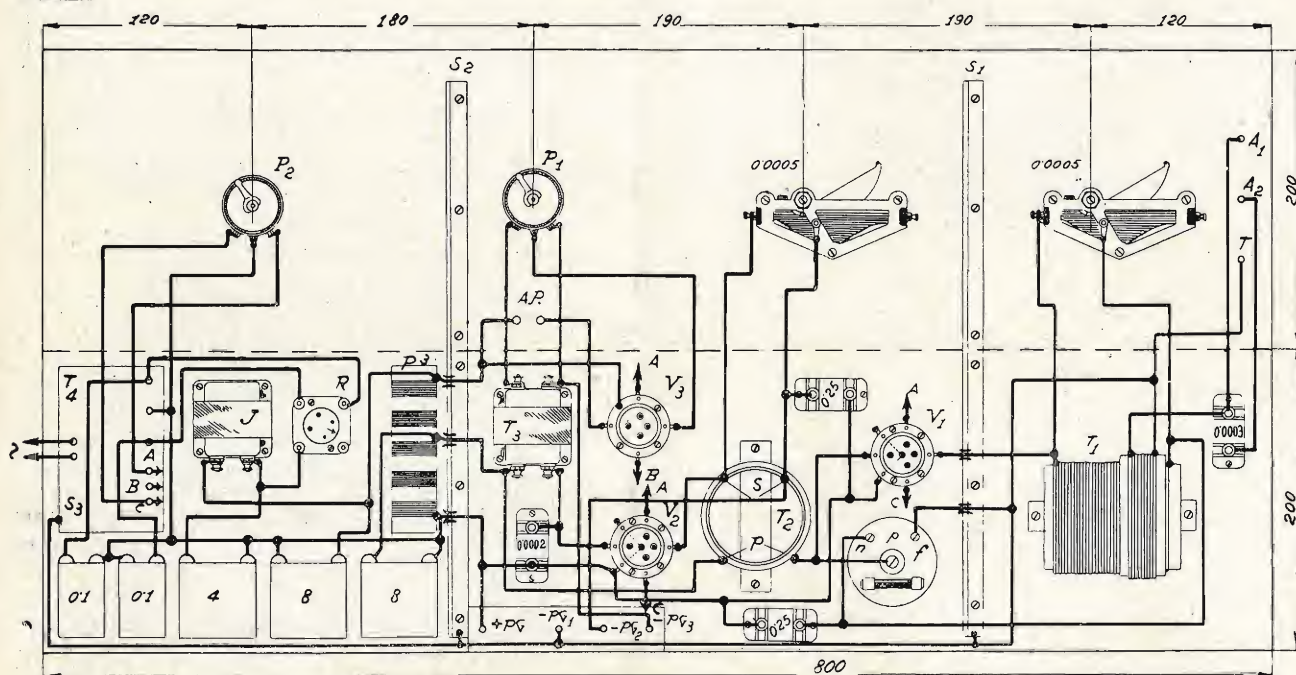 120 180 190 190 120
S2 S1
P2 P1 0'0005 0'0005 A1
A2
200
T
A.P.
T4 J R P3 T3 A V3 0'25 A V1 T1 0'0003
A B C B A V2 S T2 P C
S3 0'0002 n p f 200
0'1 0'1 4 8 8 +PG -PG1 -PG2 C -PG3 0'25
800